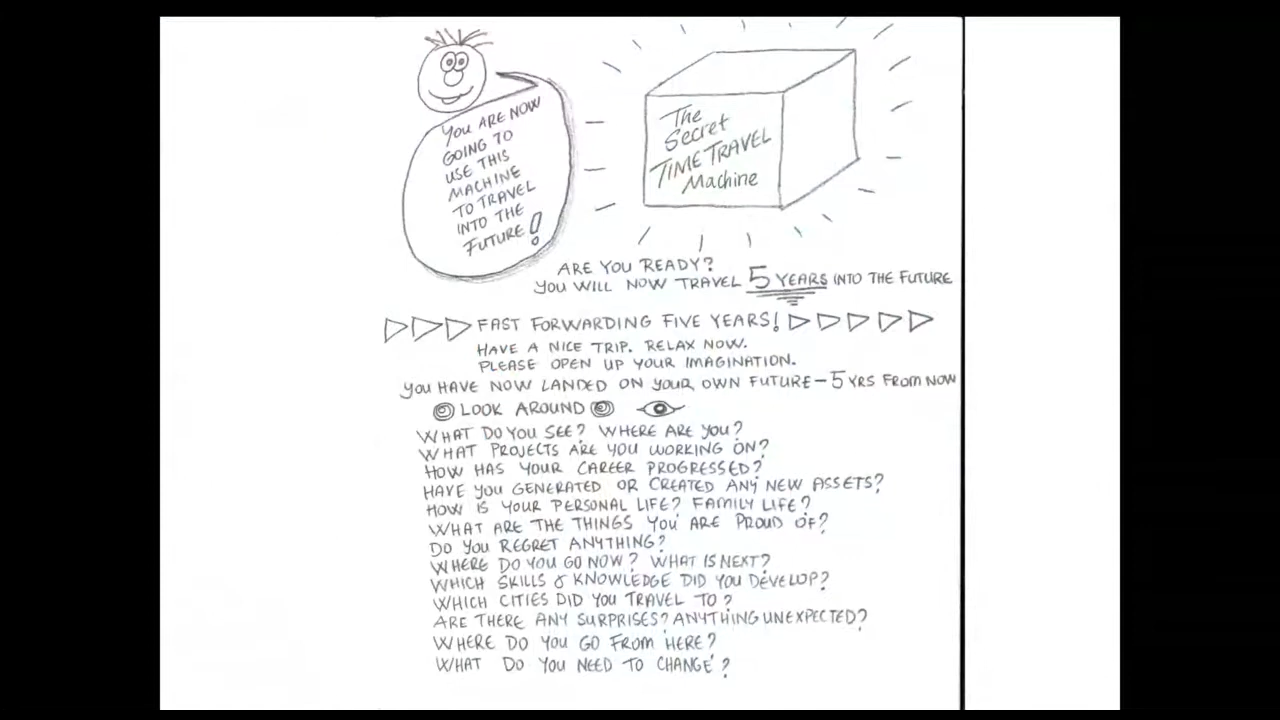 YOU ARE NOW
GOING TO
USE THIS
MACHINE
TO TRAVEL
INTO THE
FUTURE!
The
Secret
TIME TRAVEL
Machine
ARE YOU READY?
YOU WILL NOW TRAVEL 5 YEARS INTO THE FUTURE
FAST FORWARDING FIVE YEARS!
HAVE A NICE TRIP. RELAX NOW.
PLEASE OPEN UP YOUR IMAGINATION.
YOU HAVE NOW LANDED ON YOUR OWN FUTURE - 5 YRS FROM NOW
LOOK AROUND
WHAT DO YOU SEE? WHERE ARE YOU?
WHAT PROJECTS ARE YOU WORKING ON?
HOW HAS YOUR CAREER PROGRESSED?
HAVE YOU GENERATED OR CREATED ANY NEW ASSETS?
HOW IS YOUR PERSONAL LIFE? FAMILY LIFE?
WHAT ARE THE THINGS YOU ARE PROUD OF?
DO YOU REGRET ANYTHING?
WHERE DO YOU GO NOW? WHAT IS NEXT?
WHICH SKILLS & KNOWLEDGE DID YOU DEVELOP?
WHICH CITIES DID YOU TRAVEL TO?
ARE THERE ANY SURPRISES? ANYTHING UNEXPECTED?
WHERE DO YOU GO FROM HERE?
WHAT DO YOU NEED TO CHANGE?